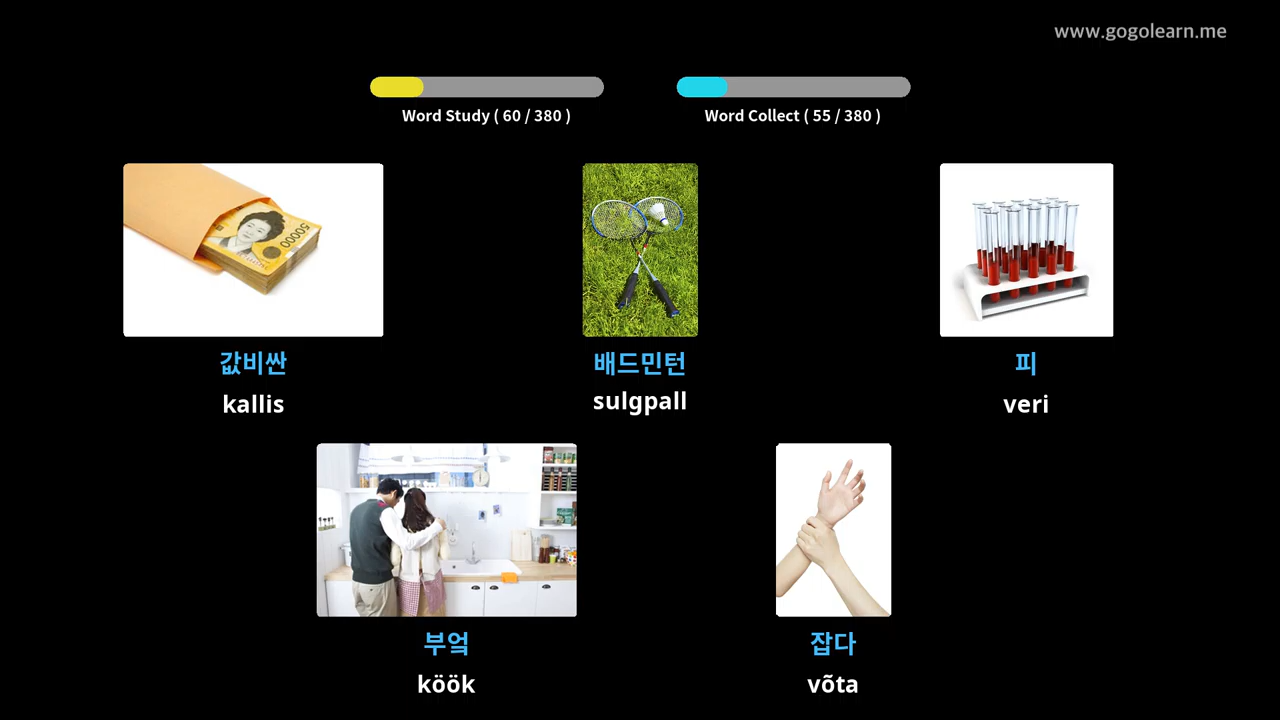 www.gogolearn.me
Word Study ( 60 / 380 )
Word Collect ( 55 / 380 )
값비싼
배드민턴
피
kallis
sulgpall
veri
부엌
잡다
köök
võta